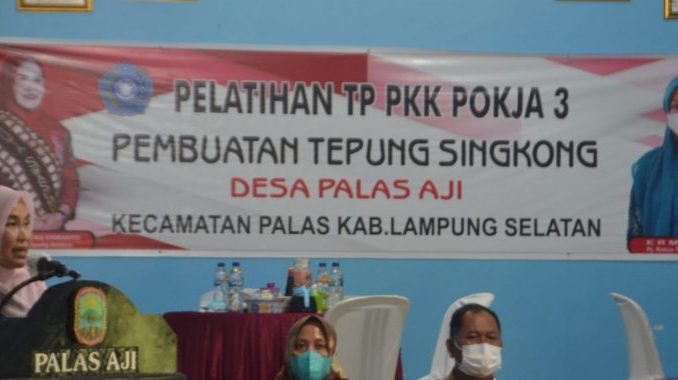 PELATIHAN TP PKK POKJA 3
PEMBUATAN TEPUNG SINGKONG
DESA PALAS AJI
KECAMATAN PALAS KAB.LAMPUNG SELATAN
PALAS AJI